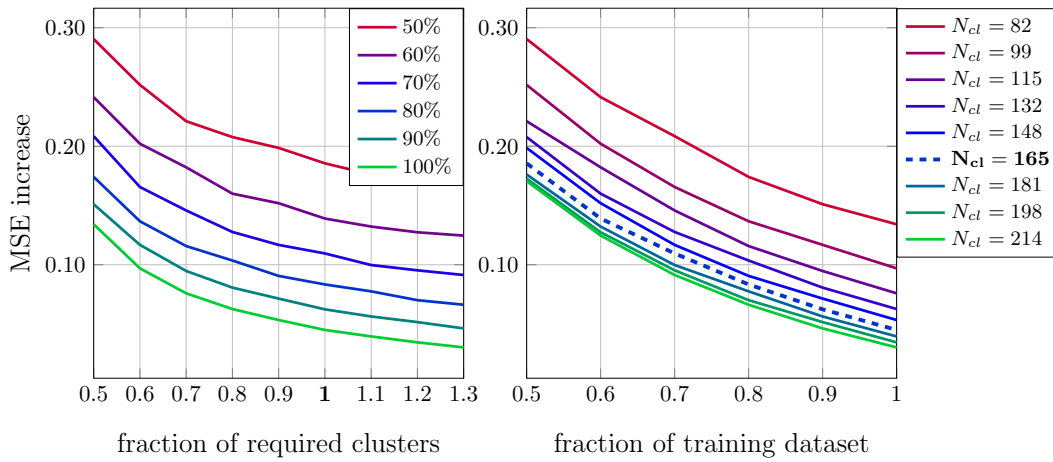 MSE increase
0.30
0.20
0.10
0.5 0.6 0.7 0.8 0.9 1 1.1 1.2 1.3
fraction of required clusters
50%
60%
70%
80%
90%
100%
0.30
0.20
0.10
0.5 0.6 0.7 0.8 0.9 1
fraction of training dataset
N_cl = 82
N_cl = 99
N_cl = 115
N_cl = 132
N_cl = 148
N_cl = 165
N_cl = 181
N_cl = 198
N_cl = 214